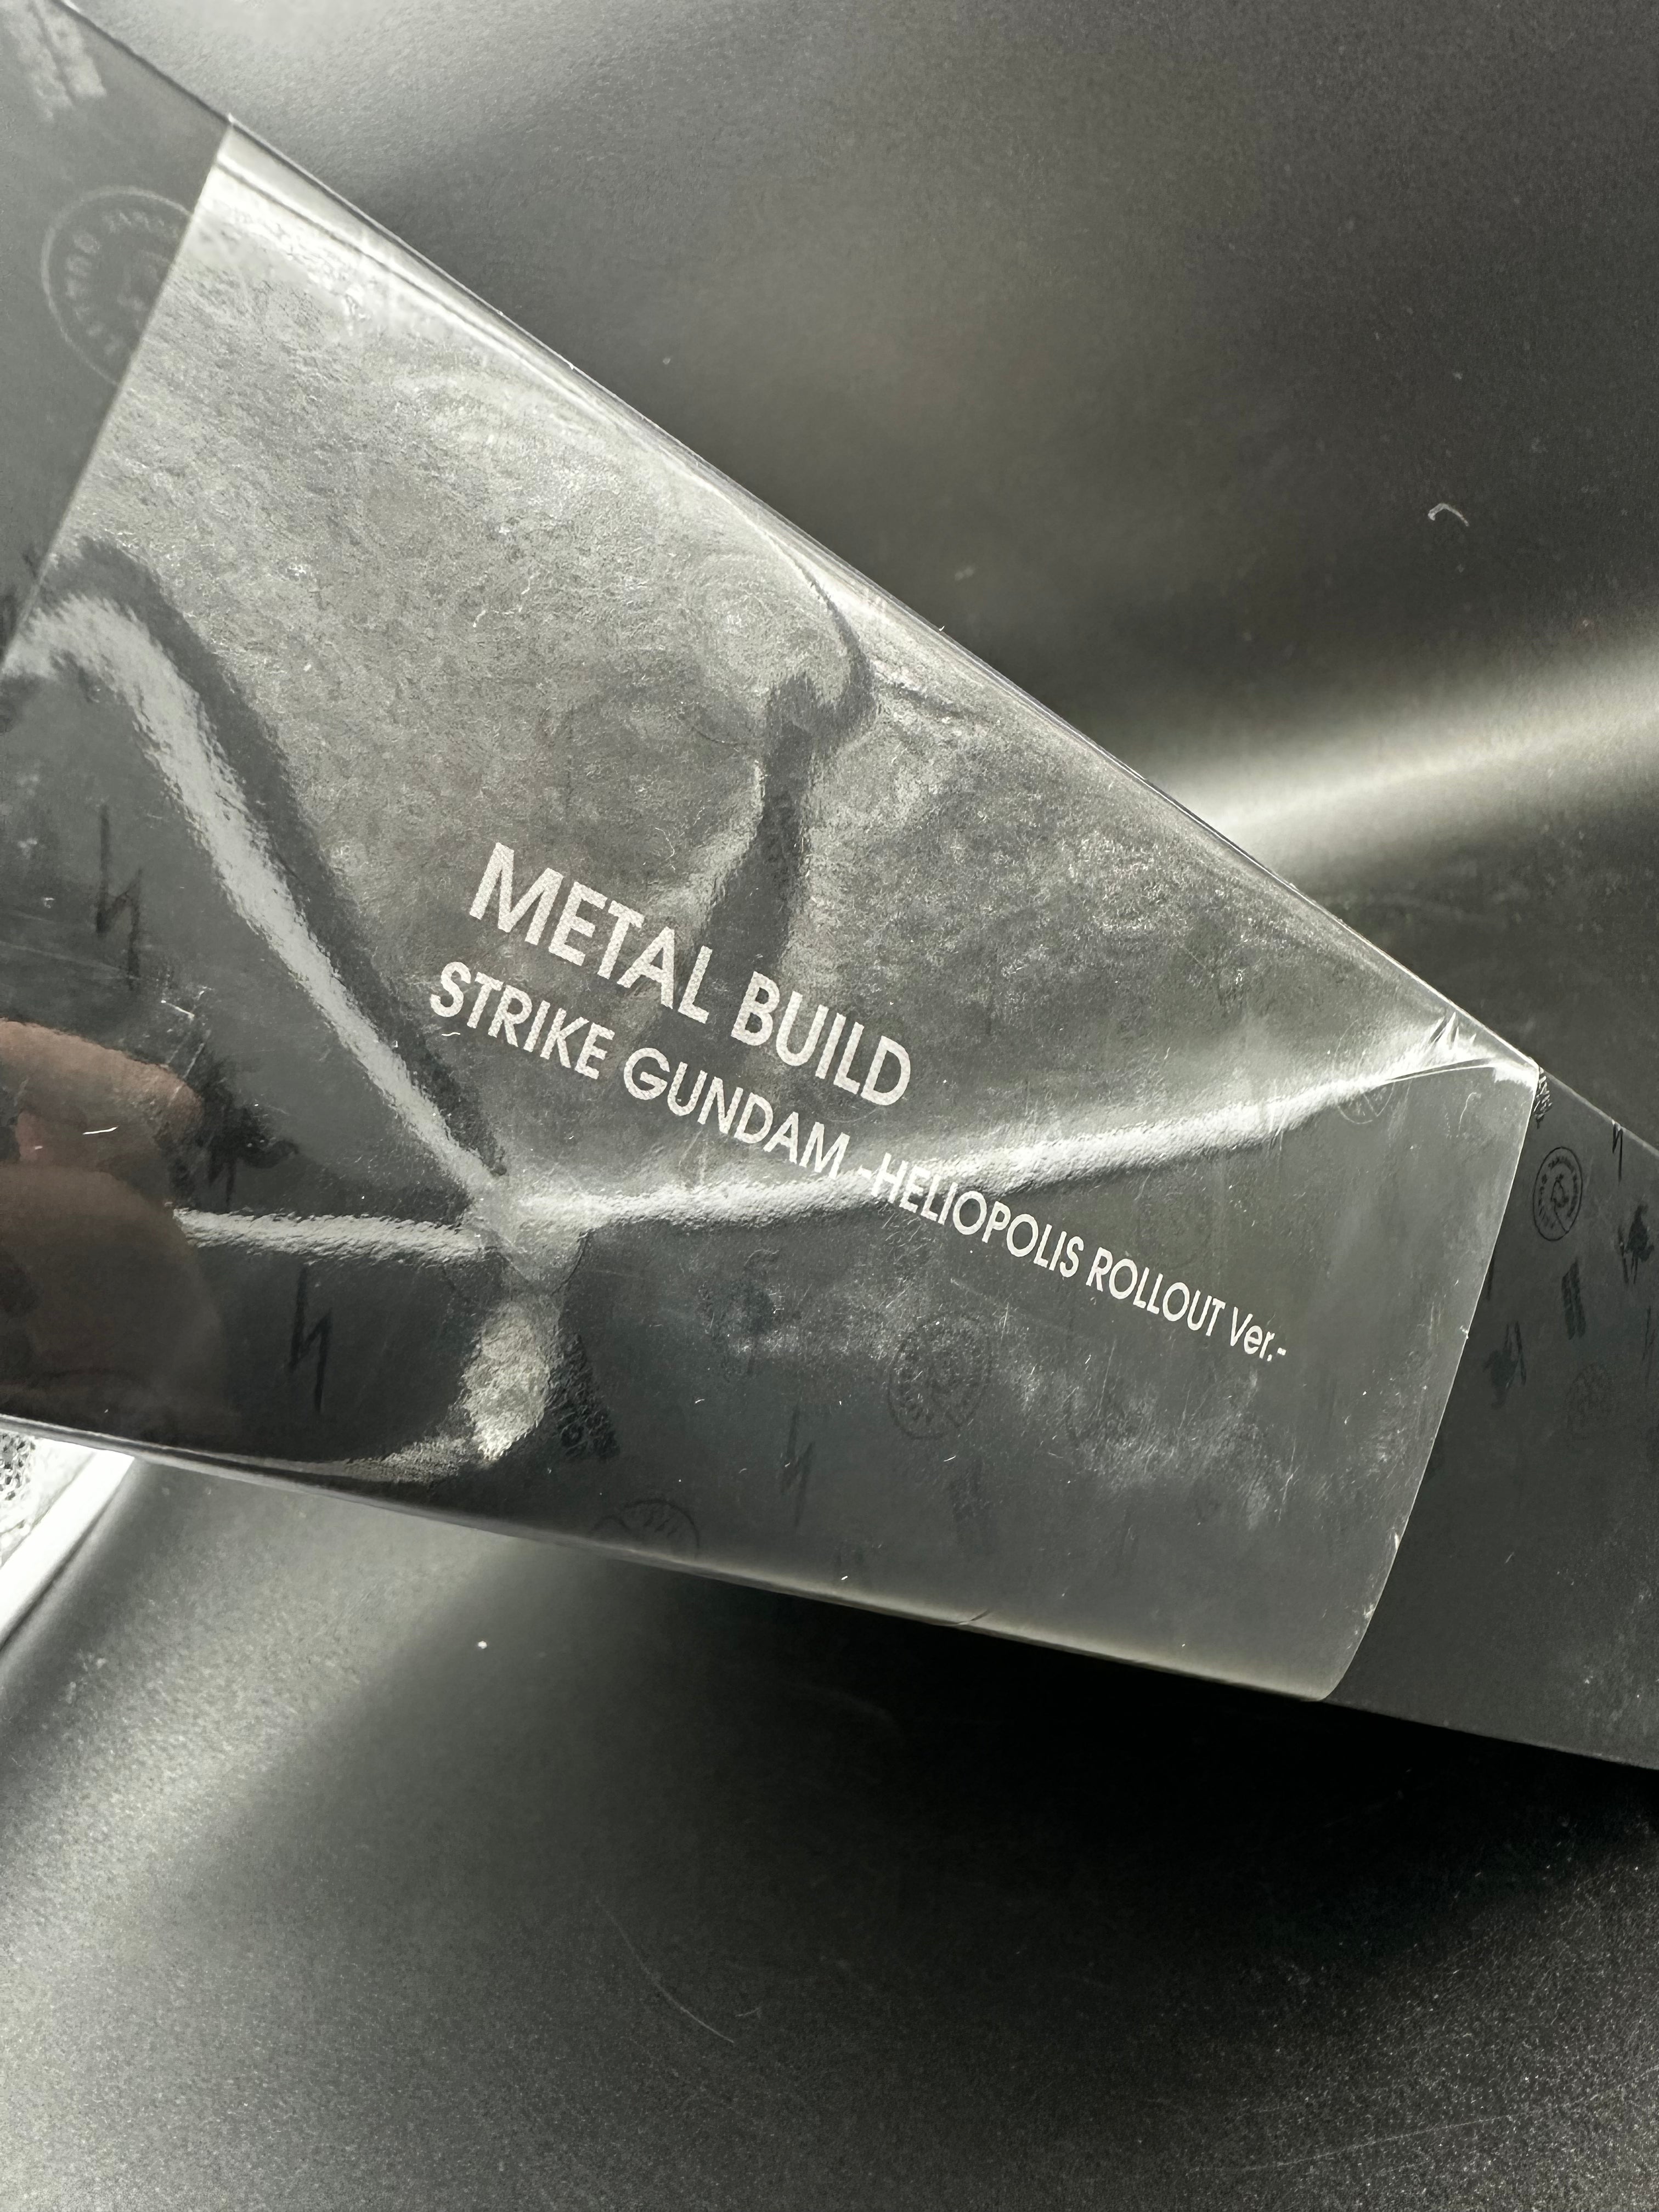 METAL BUILD
STRIKE GUNDAM -HELIOPOLIS ROLLOUT Ver.-